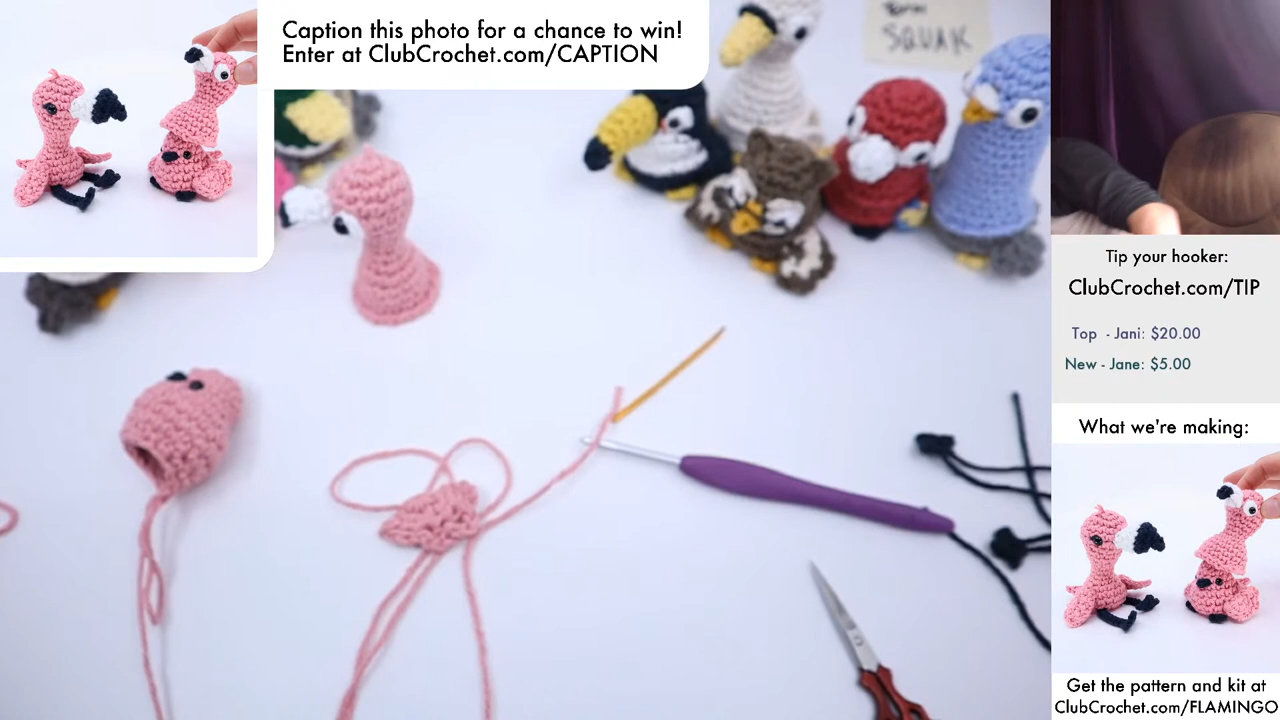 Caption this photo for a chance to win!
Enter at ClubCrochet.com/CAPTION
SQUAK
Tip your hooker:
ClubCrochet.com/TIP
Top - Jani: $20.00
New - Jane: $5.00
What we're making:
Get the pattern and kit at
ClubCrochet.com/FLAMINGO